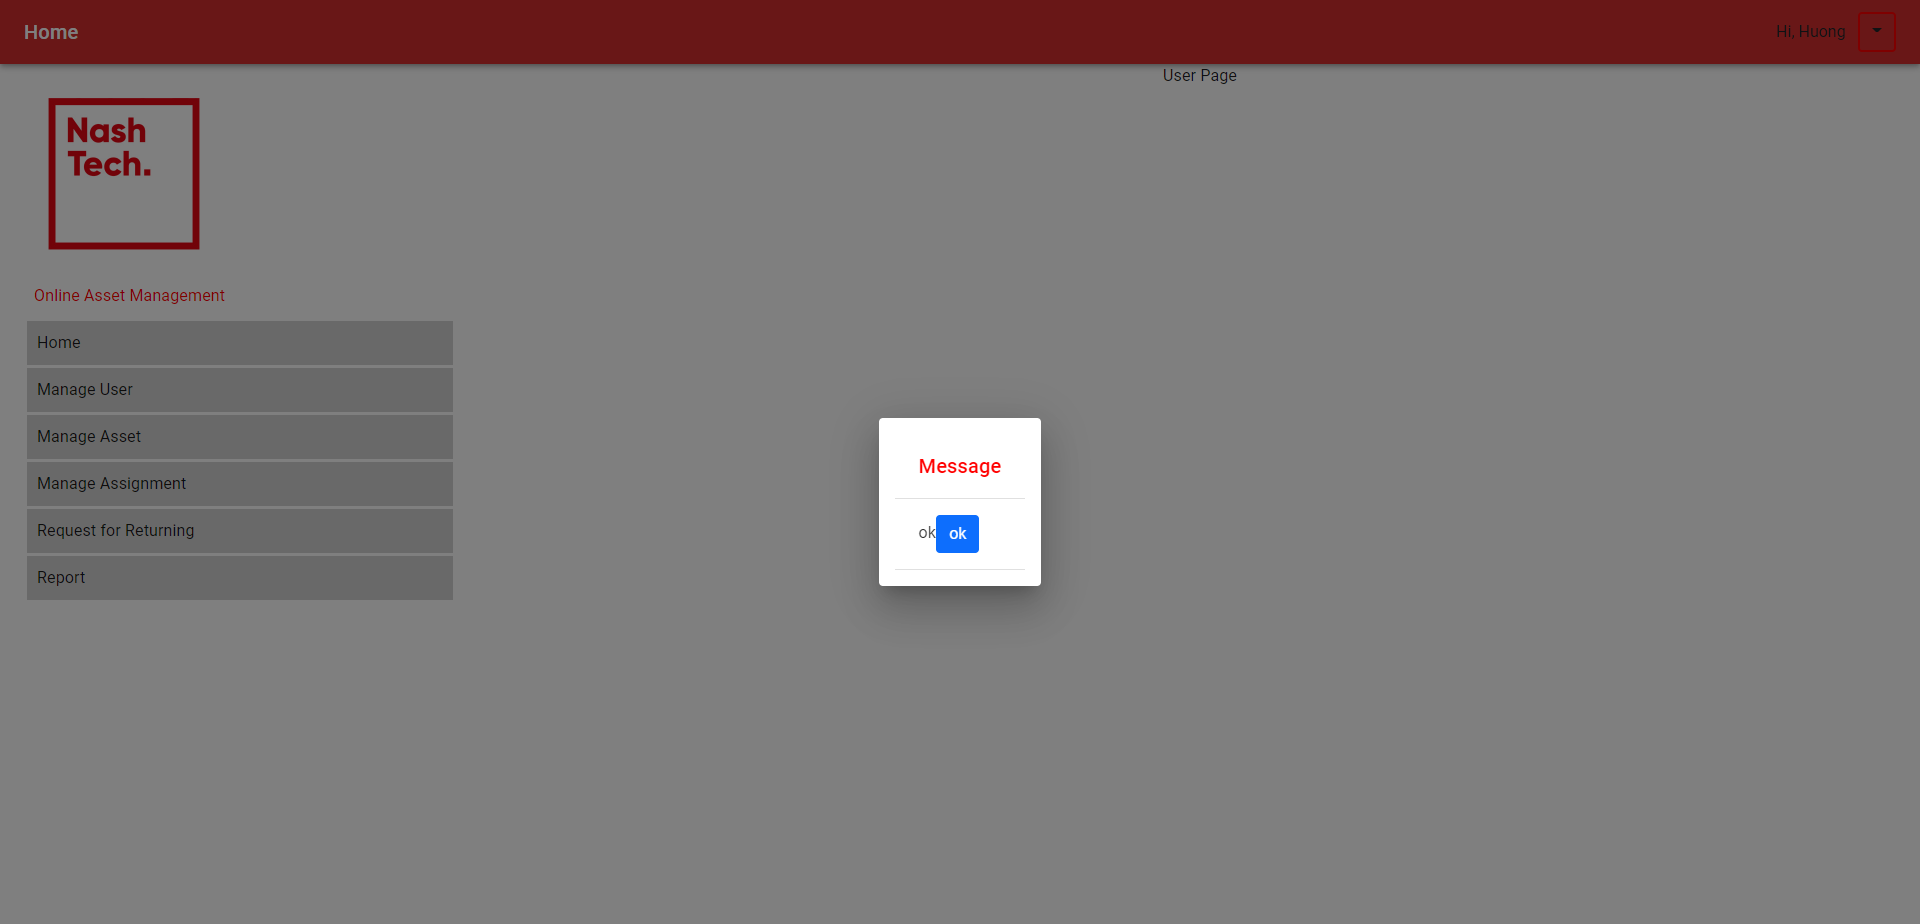 Home
Hi, Huong
User Page
Nash
Tech.
Online Asset Management
Home
Manage User
Manage Asset
Manage Assignment
Request for Returning
Report
Message
ok ok